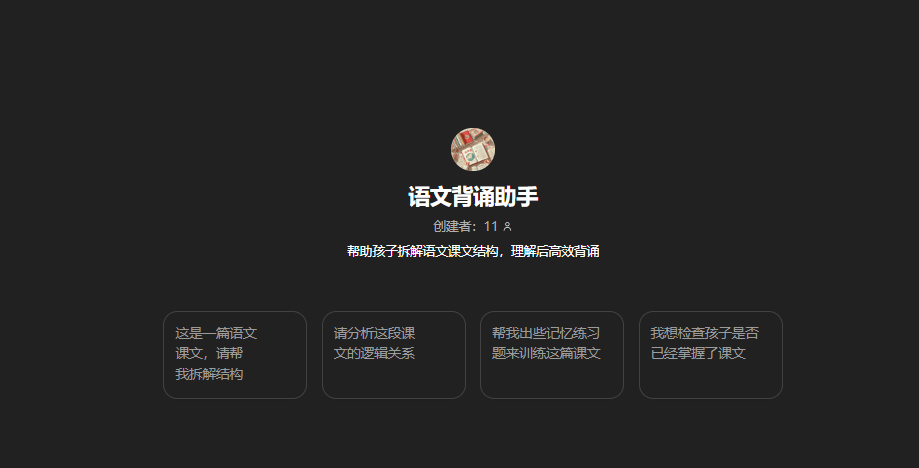 语文背诵助手
创建者：11
帮助孩子拆解语文课文结构，理解后高效背诵
这是一篇语文
课文，请帮
我拆解结构
请分析这段课
文的逻辑关系
帮我出些记忆练习
题来训练这篇课文
我想检查孩子是否
已经掌握了课文